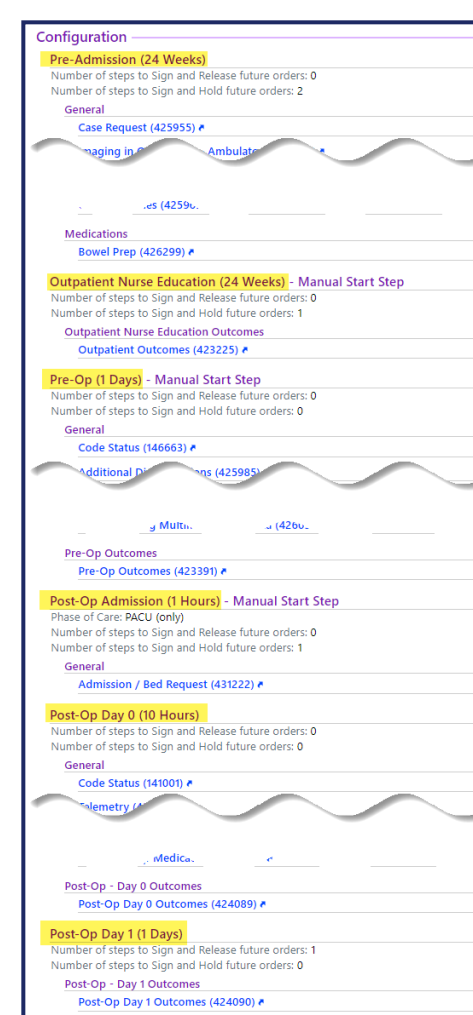 Configuration
Pre-Admission (24 Weeks)
Number of steps to Sign and Release future orders: 0
Number of steps to Sign and Hold future orders: 2
General
Case Request (425955)
Ambulat
Medications
Bowel Prep (426299)
Outpatient Nurse Education (24 Weeks) - Manual Start Step
Number of steps to Sign and Release future orders: 0
Number of steps to Sign and Hold future orders: 1
Outpatient Nurse Education Outcomes
Outpatient Outcomes (423225)
Pre-Op (1 Days) - Manual Start Step
Number of steps to Sign and Release future orders: 0
Number of steps to Sign and Hold future orders: 0
General
Code Status (146663)
Additional (425985)
Pre-Op Outcomes
Pre-Op Outcomes (423391)
Post-Op Admission (1 Hours) - Manual Start Step
Phase of Care: PACU (only)
Number of steps to Sign and Release future orders: 0
Number of steps to Sign and Hold future orders: 1
General
Admission / Bed Request (431222)
Post-Op Day 0 (10 Hours)
Number of steps to Sign and Release future orders: 0
Number of steps to Sign and Hold future orders: 0
General
Code Status (141001)
Telemetry
Post-Op - Day 0 Outcomes
Post-Op Day 0 Outcomes (424089)
Post-Op Day 1 (1 Days)
Number of steps to Sign and Release future orders: 1
Number of steps to Sign and Hold future orders: 0
Post-Op - Day 1 Outcomes
Post-Op Day 1 Outcomes (424090)